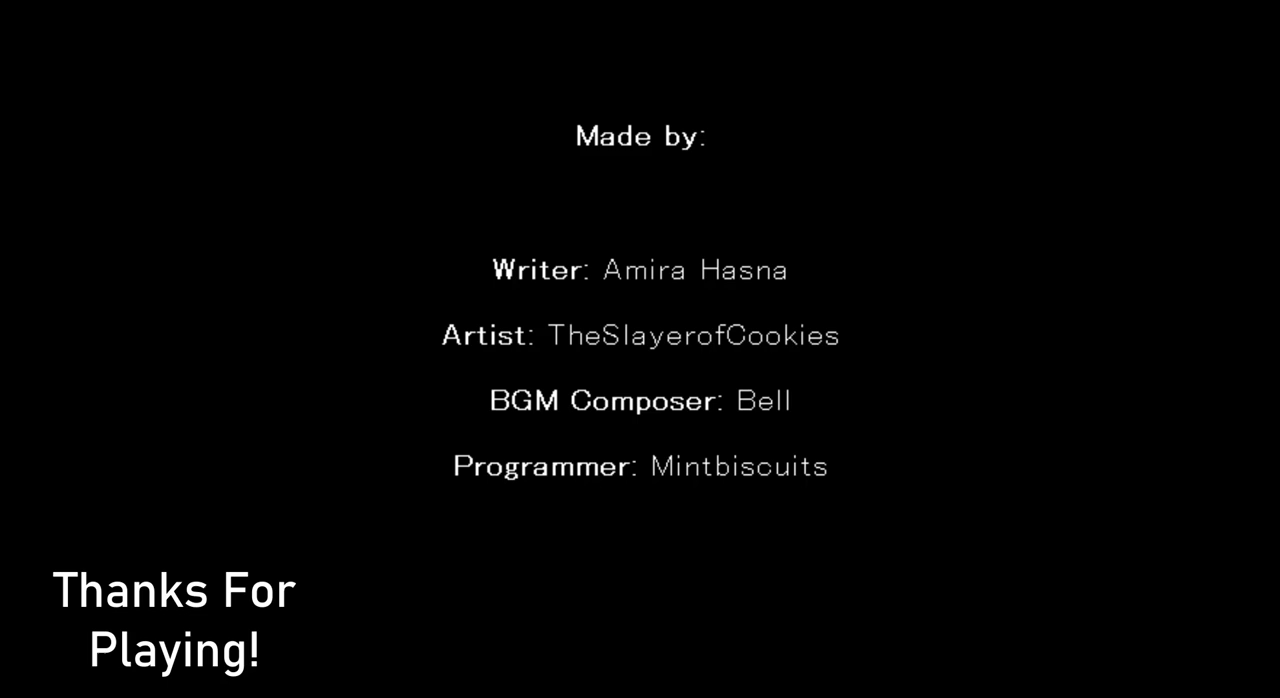 Made by:
Writer: Amira Hasna
Artist: TheSlayerofCookies
BGM Composer: Bell
Programmer: Mintbiscuits
Thanks For
Playing!